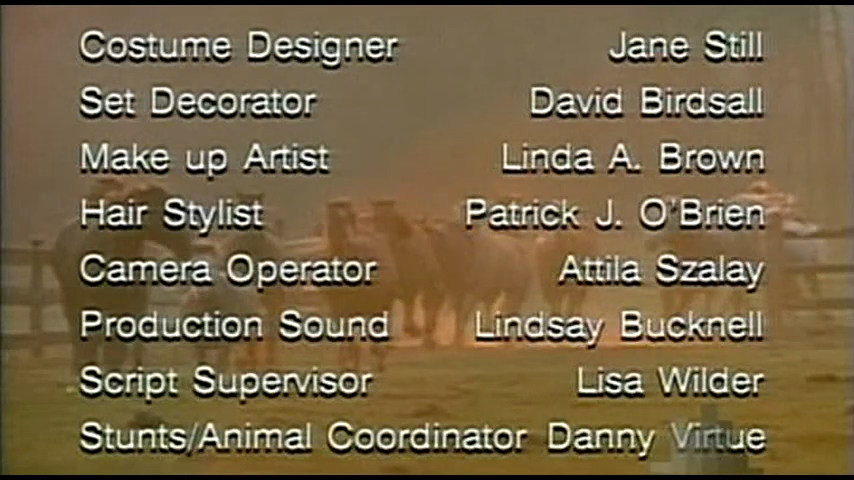 Costume Designer Jane Still
Set Decorator David Birdsall
Make up Artist Linda A. Brown
Hair Stylist Patrick J. O'Brien
Camera Operator Attila Szalay
Production Sound Lindsay Bucknell
Script Supervisor Lisa Wilder
Stunts/Animal Coordinator Danny Virtue